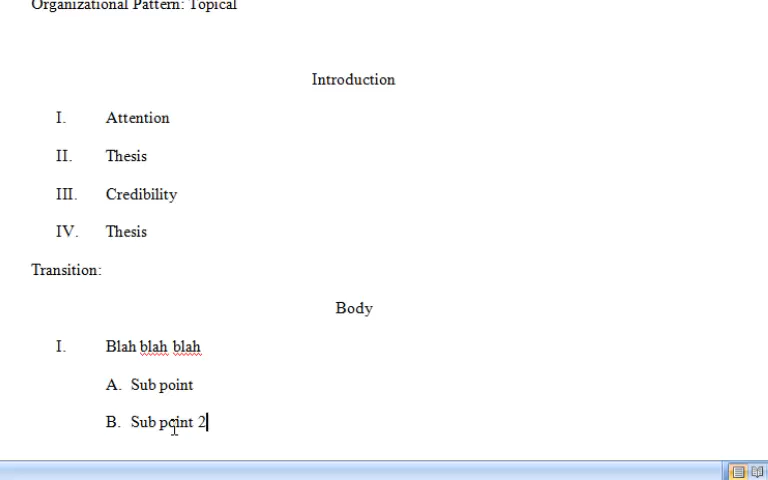 Organizational Pattern: Topical
Introduction
I. Attention
II. Thesis
III. Credibility
IV. Thesis
Transition:
Body
I. Blah blah blah
A. Sub point
B. Sub point 2